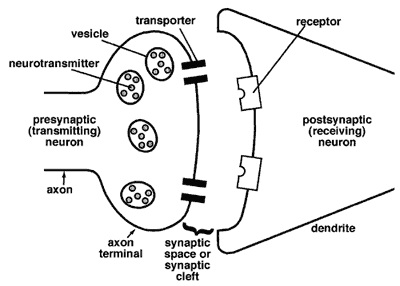 transporter
receptor
vesicle
neurotransmitter
presynaptic
(transmitting)
neuron
postsynaptic
(receiving)
neuron
axon
axon
terminal
synaptic
space or
synaptic
cleft
dendrite